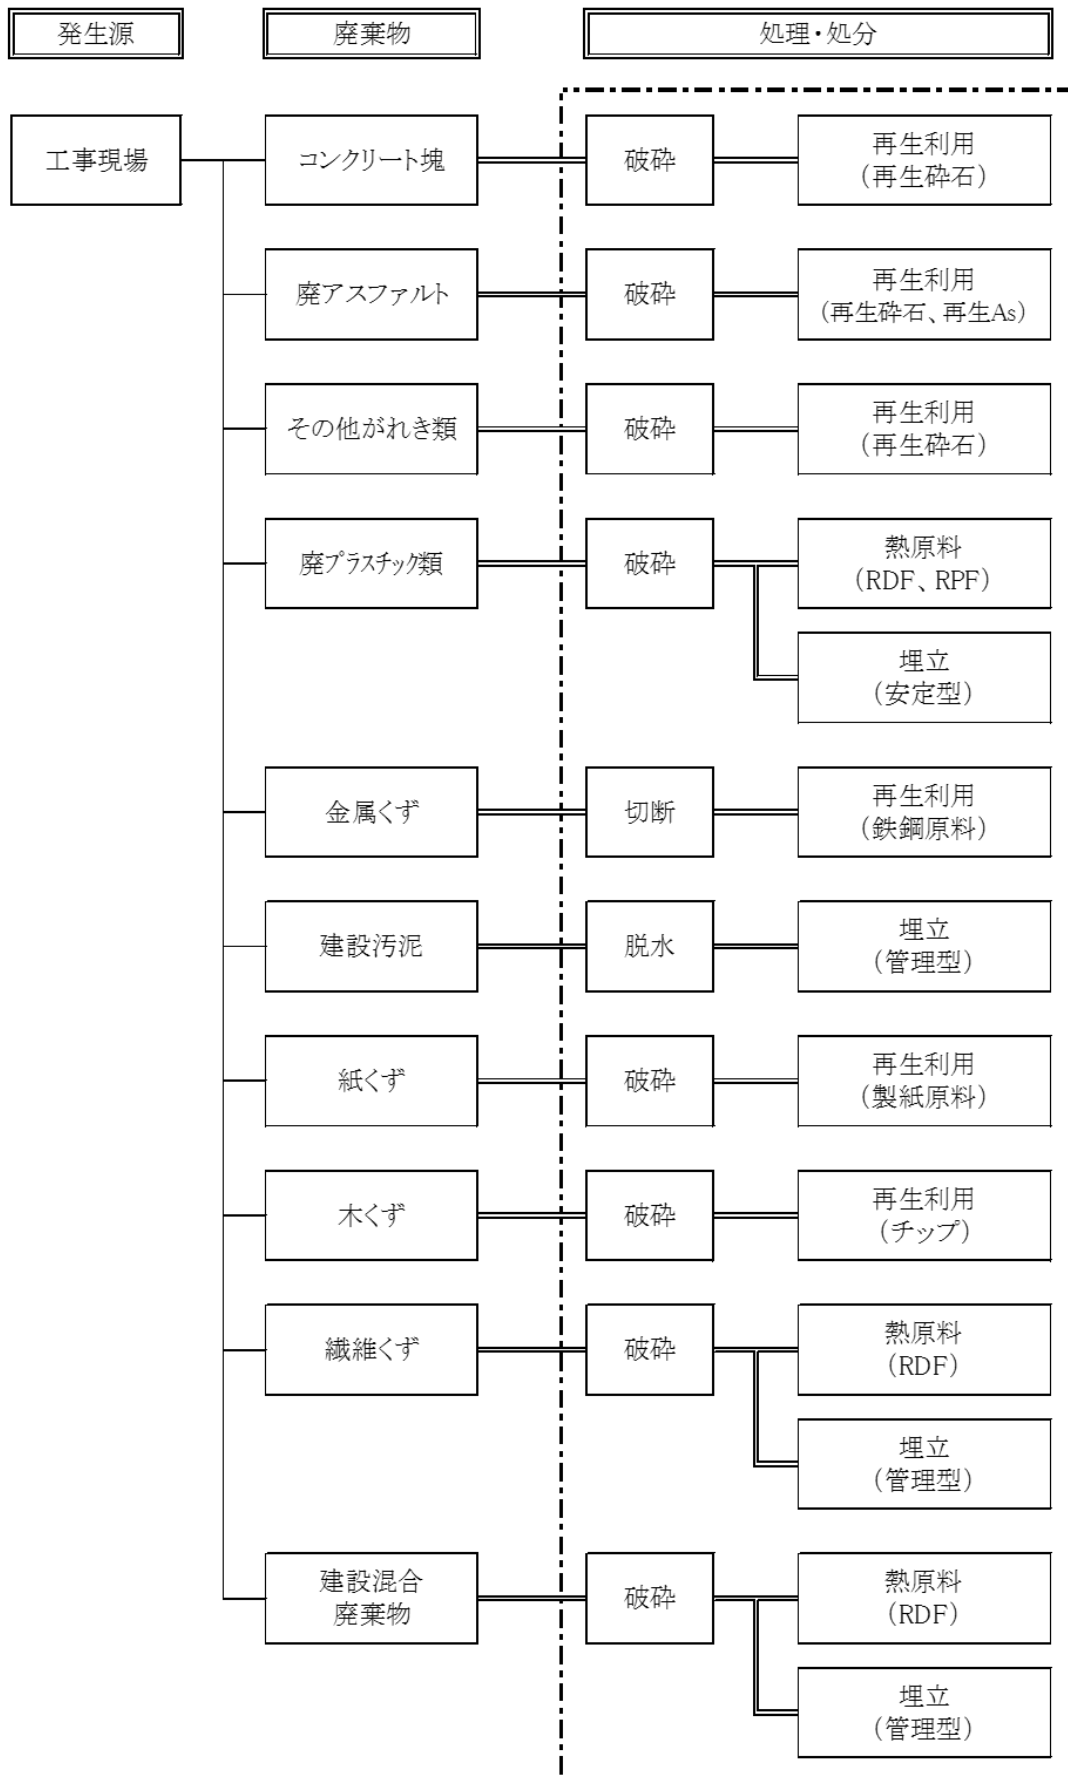 発生源
廃棄物
処理・処分
工事現場
コンクリート塊
破砕
再生利用
（再生砕石）
廃アスファルト
破砕
再生利用
（再生砕石、再生As）
その他がれき類
破砕
再生利用
（再生砕石）
廃プラスチック類
破砕
熱原料
（RDF、RPF）
埋立
（安定型）
金属くず
切断
再生利用
（鉄鋼原料）
建設汚泥
脱水
埋立
（管理型）
紙くず
破砕
再生利用
（製紙原料）
木くず
破砕
再生利用
（チップ）
繊維くず
破砕
熱原料
（RDF）
埋立
（管理型）
建設混合
廃棄物
破砕
熱原料
（RDF）
埋立
（管理型）